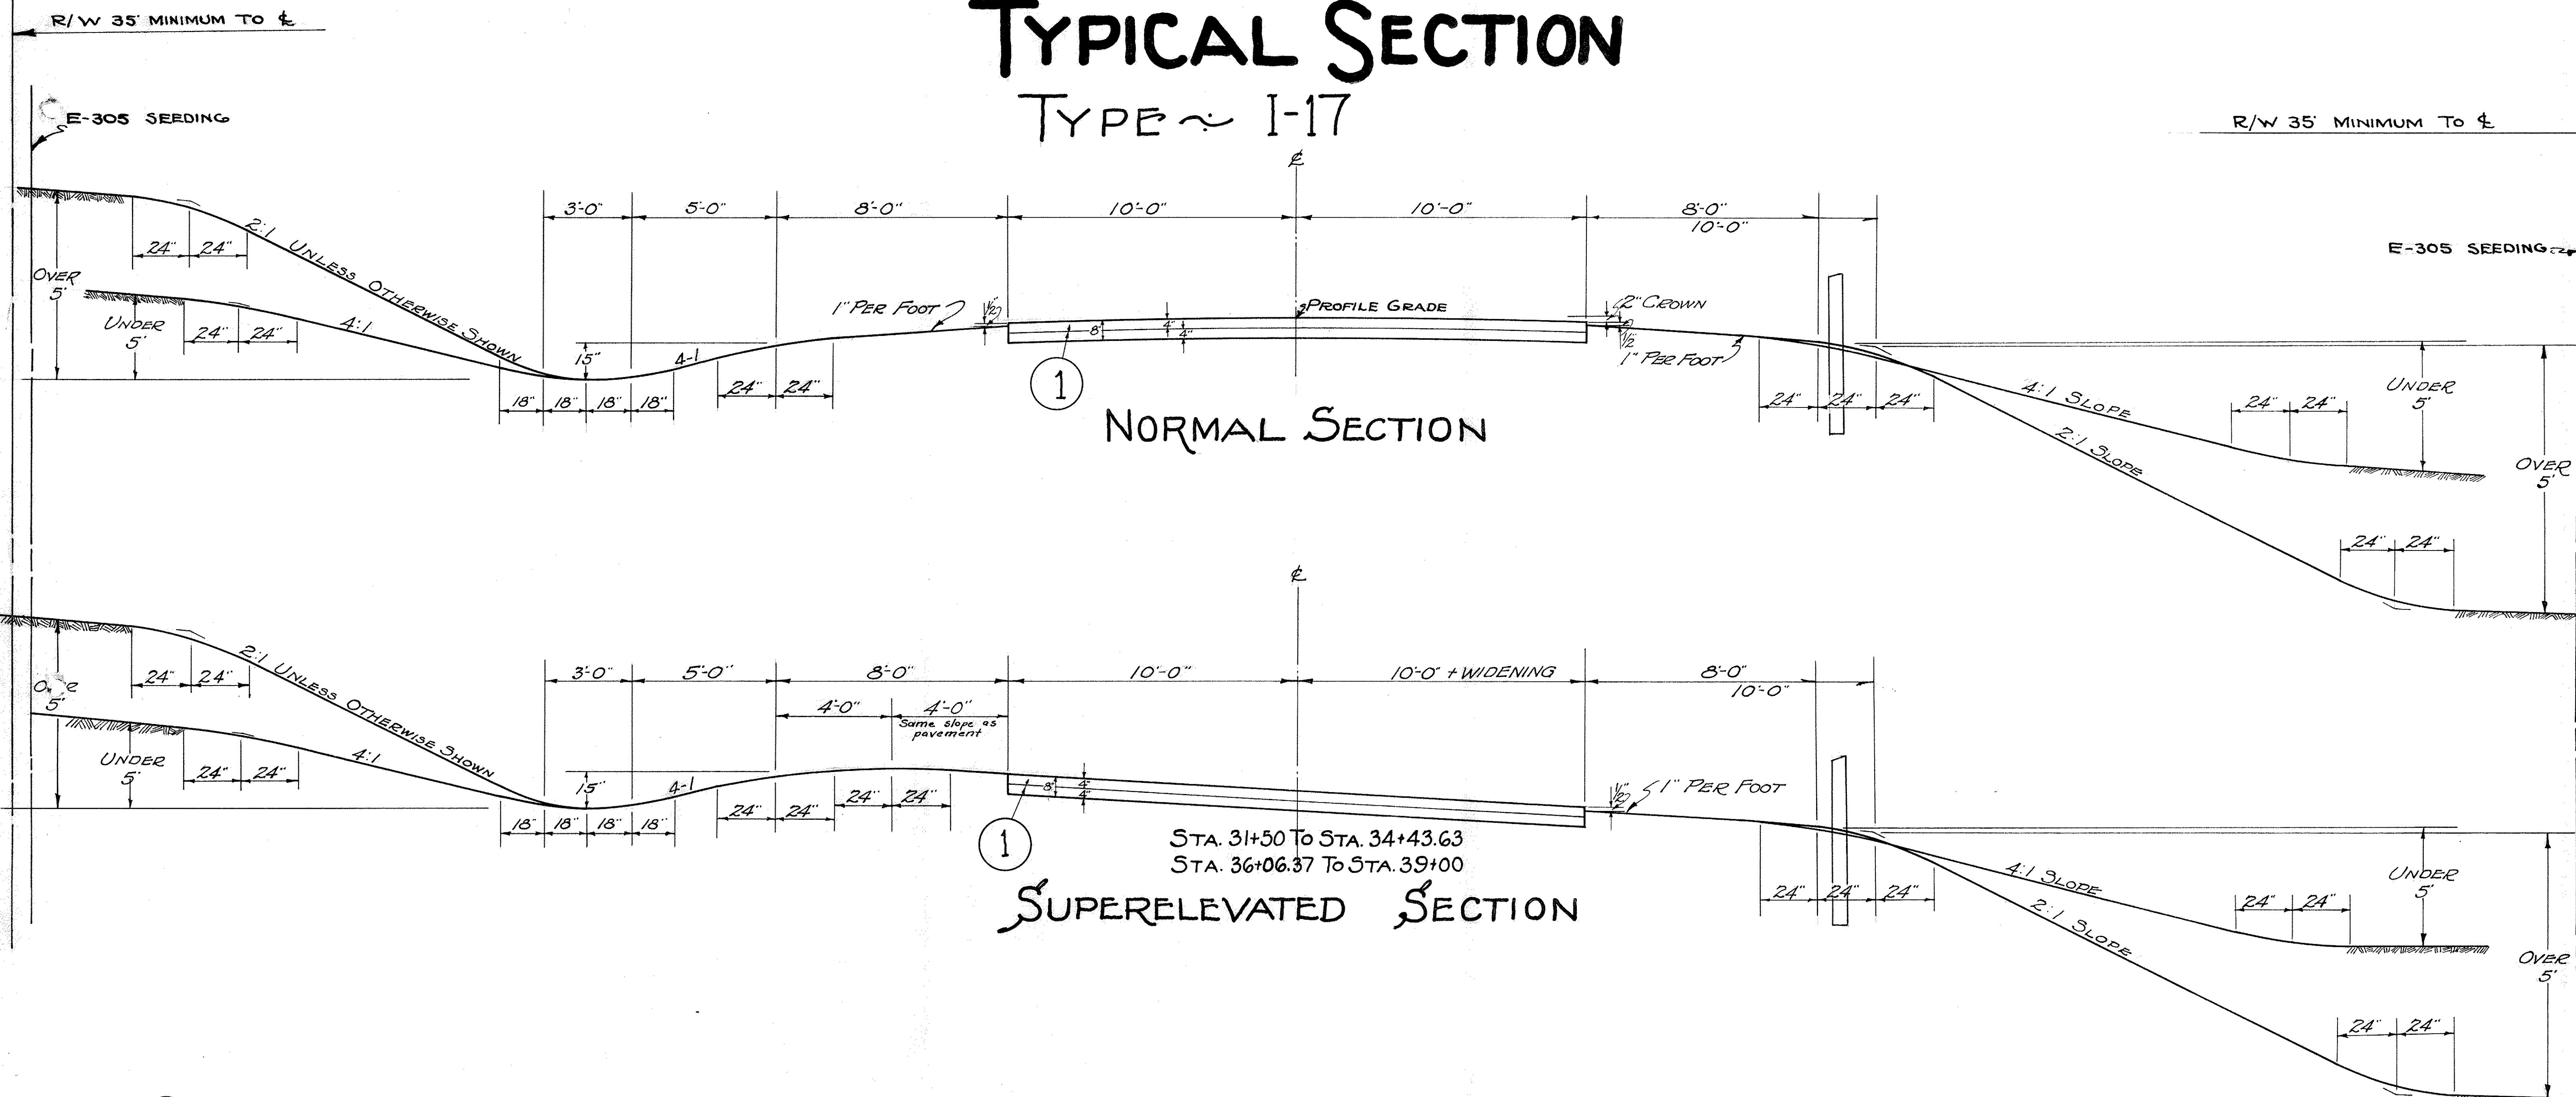 R/W 35' MINIMUM TO ℄
TYPICAL SECTION
TYPE ~ I-17
E-305 SEEDING
R/W 35' MINIMUM TO ℄
℄
3'-0" 5'-0" 8'-0" 10'-0" 10'-0" 8'-0"
10'-0"
E-305 SEEDING
24" 24"
2:1 UNLESS OTHERWISE SHOWN
OVER
5'
UNDER
5'
24" 24"
4:1
15"
4-1
1" PER FOOT
1/2"
PROFILE GRADE
2" CROWN
8" 4" 4"
1/2
1" PER FOOT
1
18" 18" 18" 18"
24" 24"
NORMAL SECTION
24" 24" 24"
4:1 SLOPE
2:1 SLOPE
24" 24"
UNDER
5'
OVER
5'
24" 24"
℄
3'-0" 5'-0" 8'-0" 10'-0" 10'-0" + WIDENING 8'-0"
10'-0"
4'-0" 4'-0"
Same slope as
pavement
24" 24"
2:1 UNLESS OTHERWISE SHOWN
5'
UNDER
5'
24" 24"
4:1
15"
4-1
18" 18" 18" 18"
24" 24" 24" 24"
8" 4" 4"
1
1/2"
1" PER FOOT
STA. 31+50 TO STA. 34+43.63
STA. 36+06.37 TO STA. 39+00
SUPERELEVATED SECTION
24" 24" 24"
4:1 SLOPE
2:1 SLOPE
24" 24"
UNDER
5'
OVER
5'
24" 24"